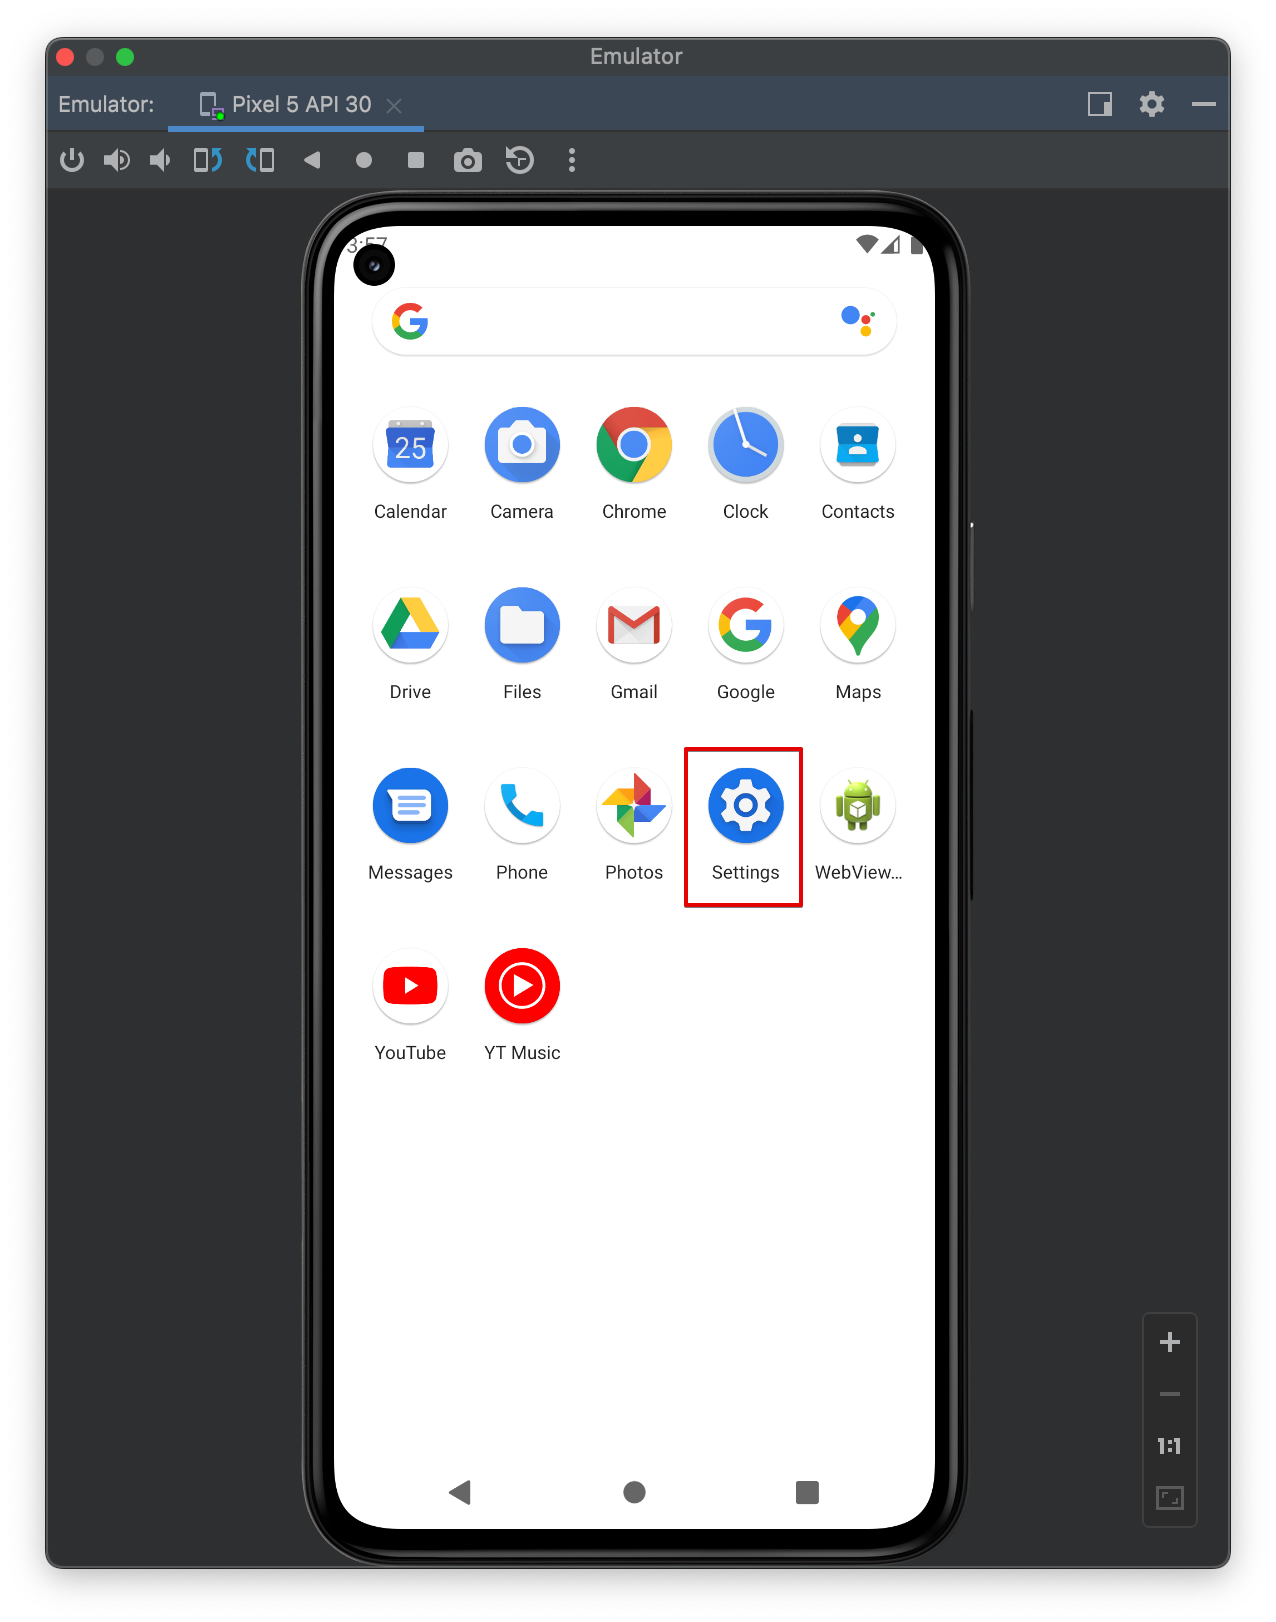 Emulator
Emulator: Pixel 5 API 30
3:57
25
Calendar Camera Chrome Clock Contacts
Drive Files Gmail Google Maps
Messages Phone Photos Settings WebView...
YouTube YT Music
1:1